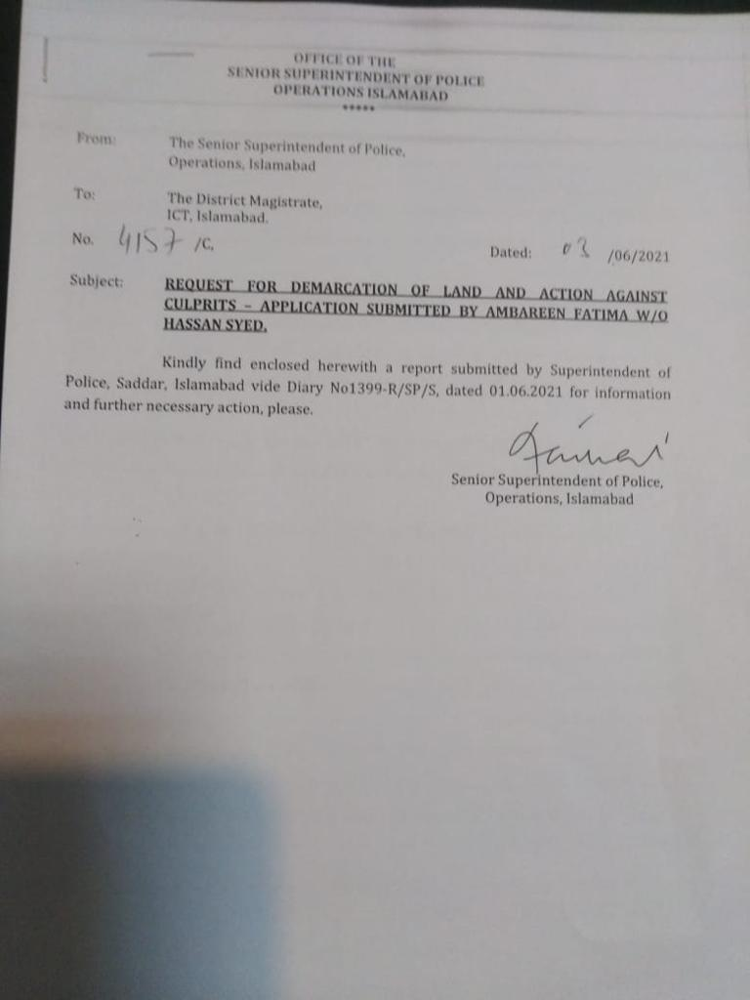 OFFICE OF THE
SENIOR SUPERINTENDENT OF POLICE
OPERATIONS ISLAMABAD
*****
From: The Senior Superintendent of Police,
Operations, Islamabad
To: The District Magistrate,
ICT, Islamabad.
No. 4157 /C, Dated: 03 /06/2021
Subject: REQUEST FOR DEMARCATION OF LAND AND ACTION AGAINST
CULPRITS – APPLICATION SUBMITTED BY AMBAREEN FATIMA W/O
HASSAN SYED.
Kindly find enclosed herewith a report submitted by Superintendent of
Police, Saddar, Islamabad vide Diary No1399-R/SP/S, dated 01.06.2021 for information
and further necessary action, please.
Senior Superintendent of Police,
Operations, Islamabad